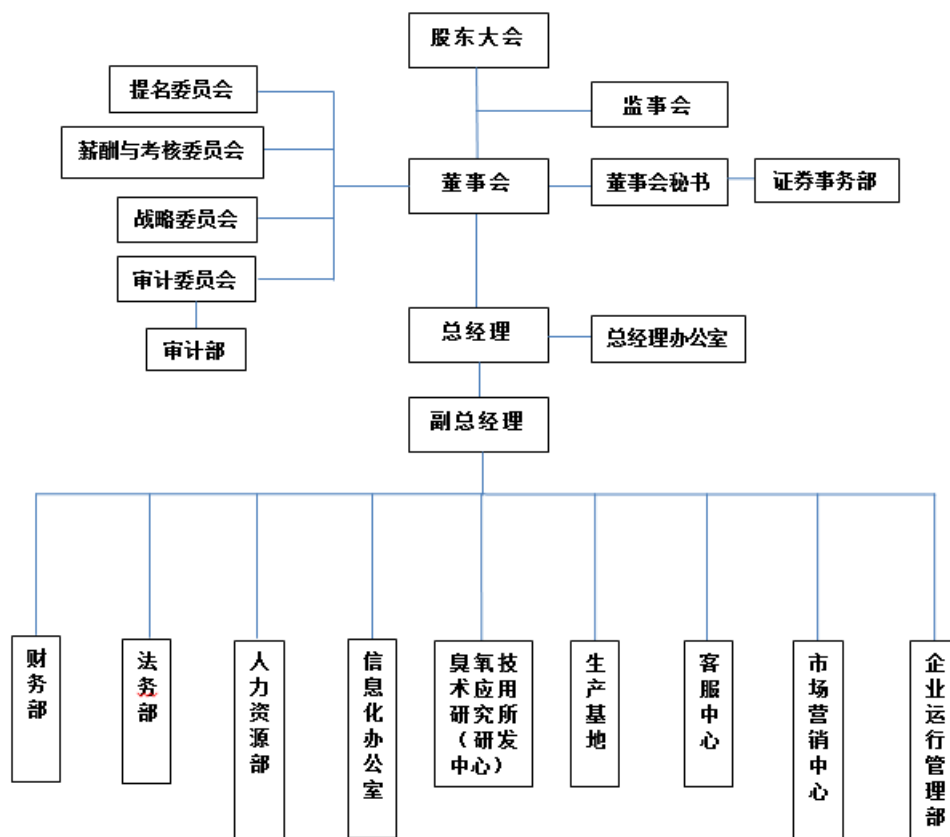 股东大会
提名委员会
监事会
薪酬与考核委员会
董事会
董事会秘书
证券事务部
战略委员会
审计委员会
总经理
总经理办公室
审计部
副总经理
财务部
法务部
人力资源部
信息化办公室
臭氧技
术应用
研究所
（研发
中心）
生产基地
客服中心
市场营销中心
企业运行管理部